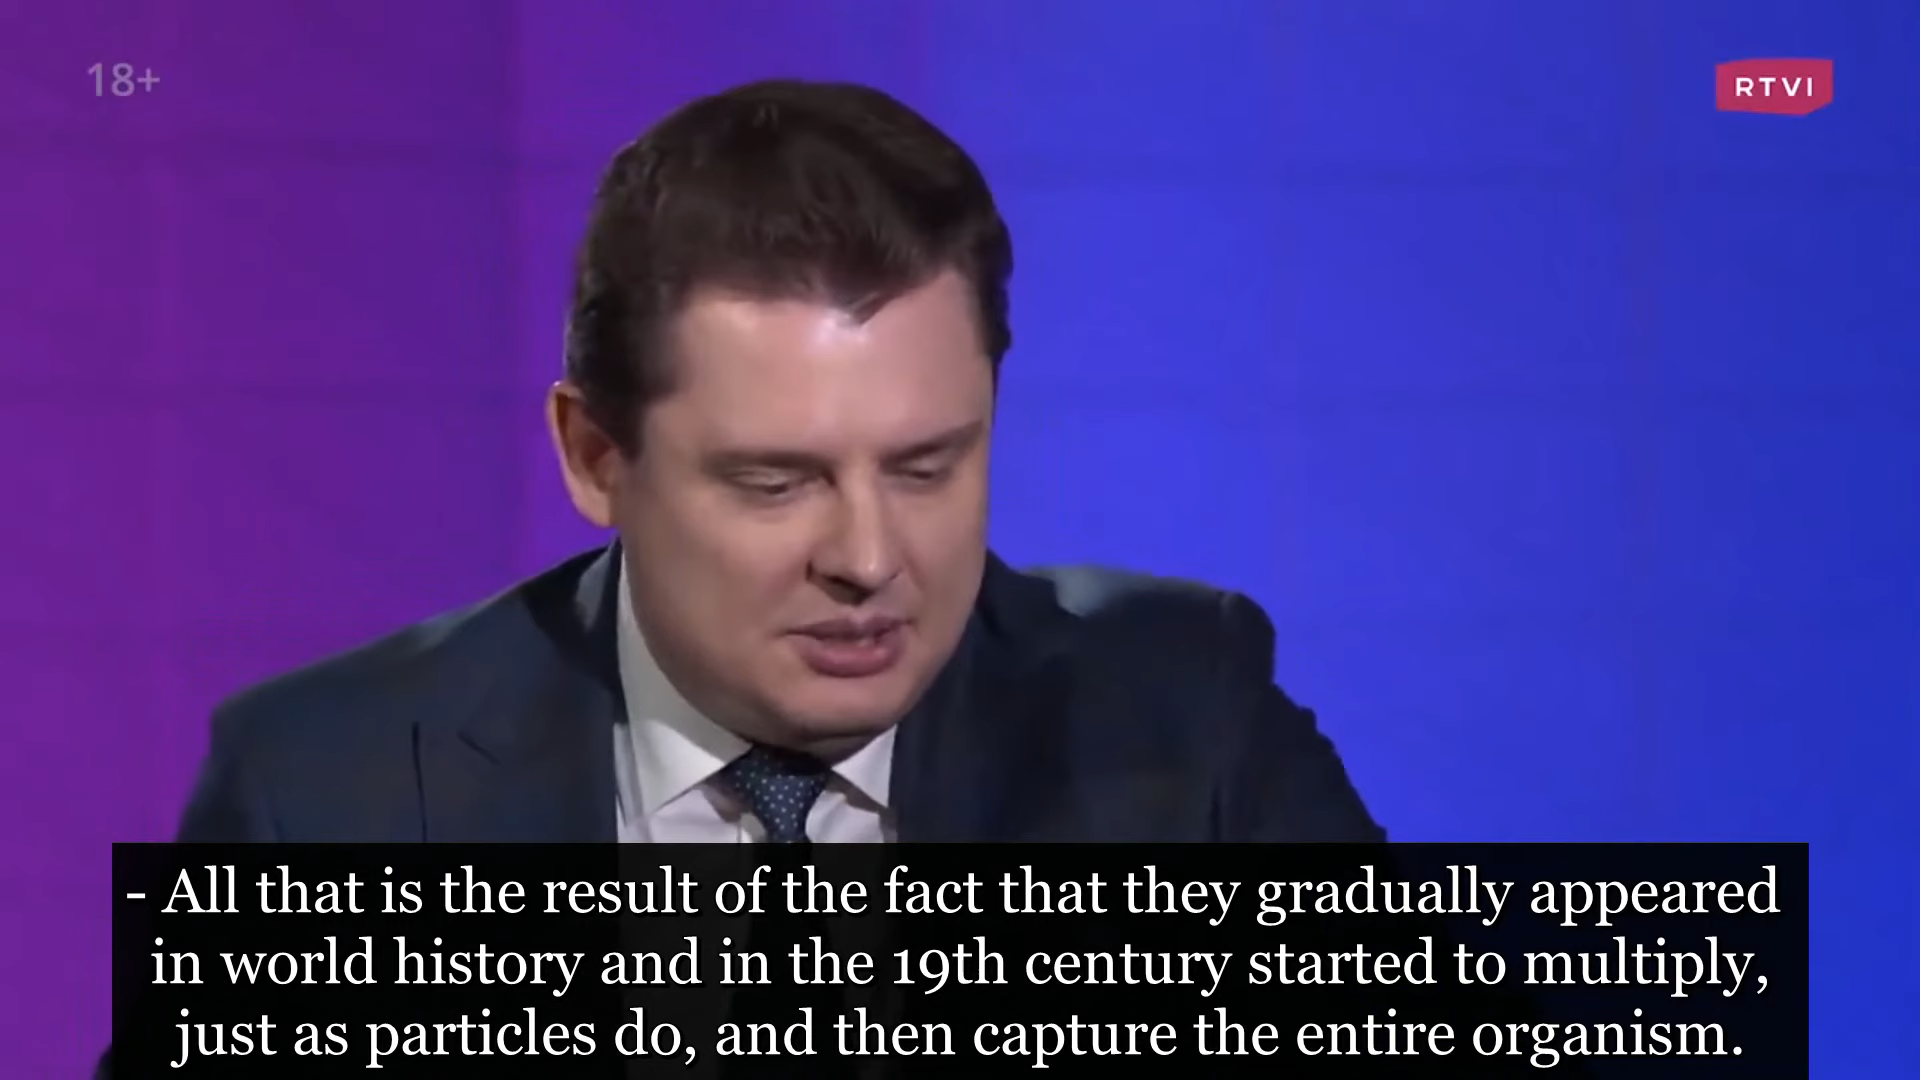 18+
RTVI
- All that is the result of the fact that they gradually appeared
in world history and in the 19th century started to multiply,
just as particles do, and then capture the entire organism.